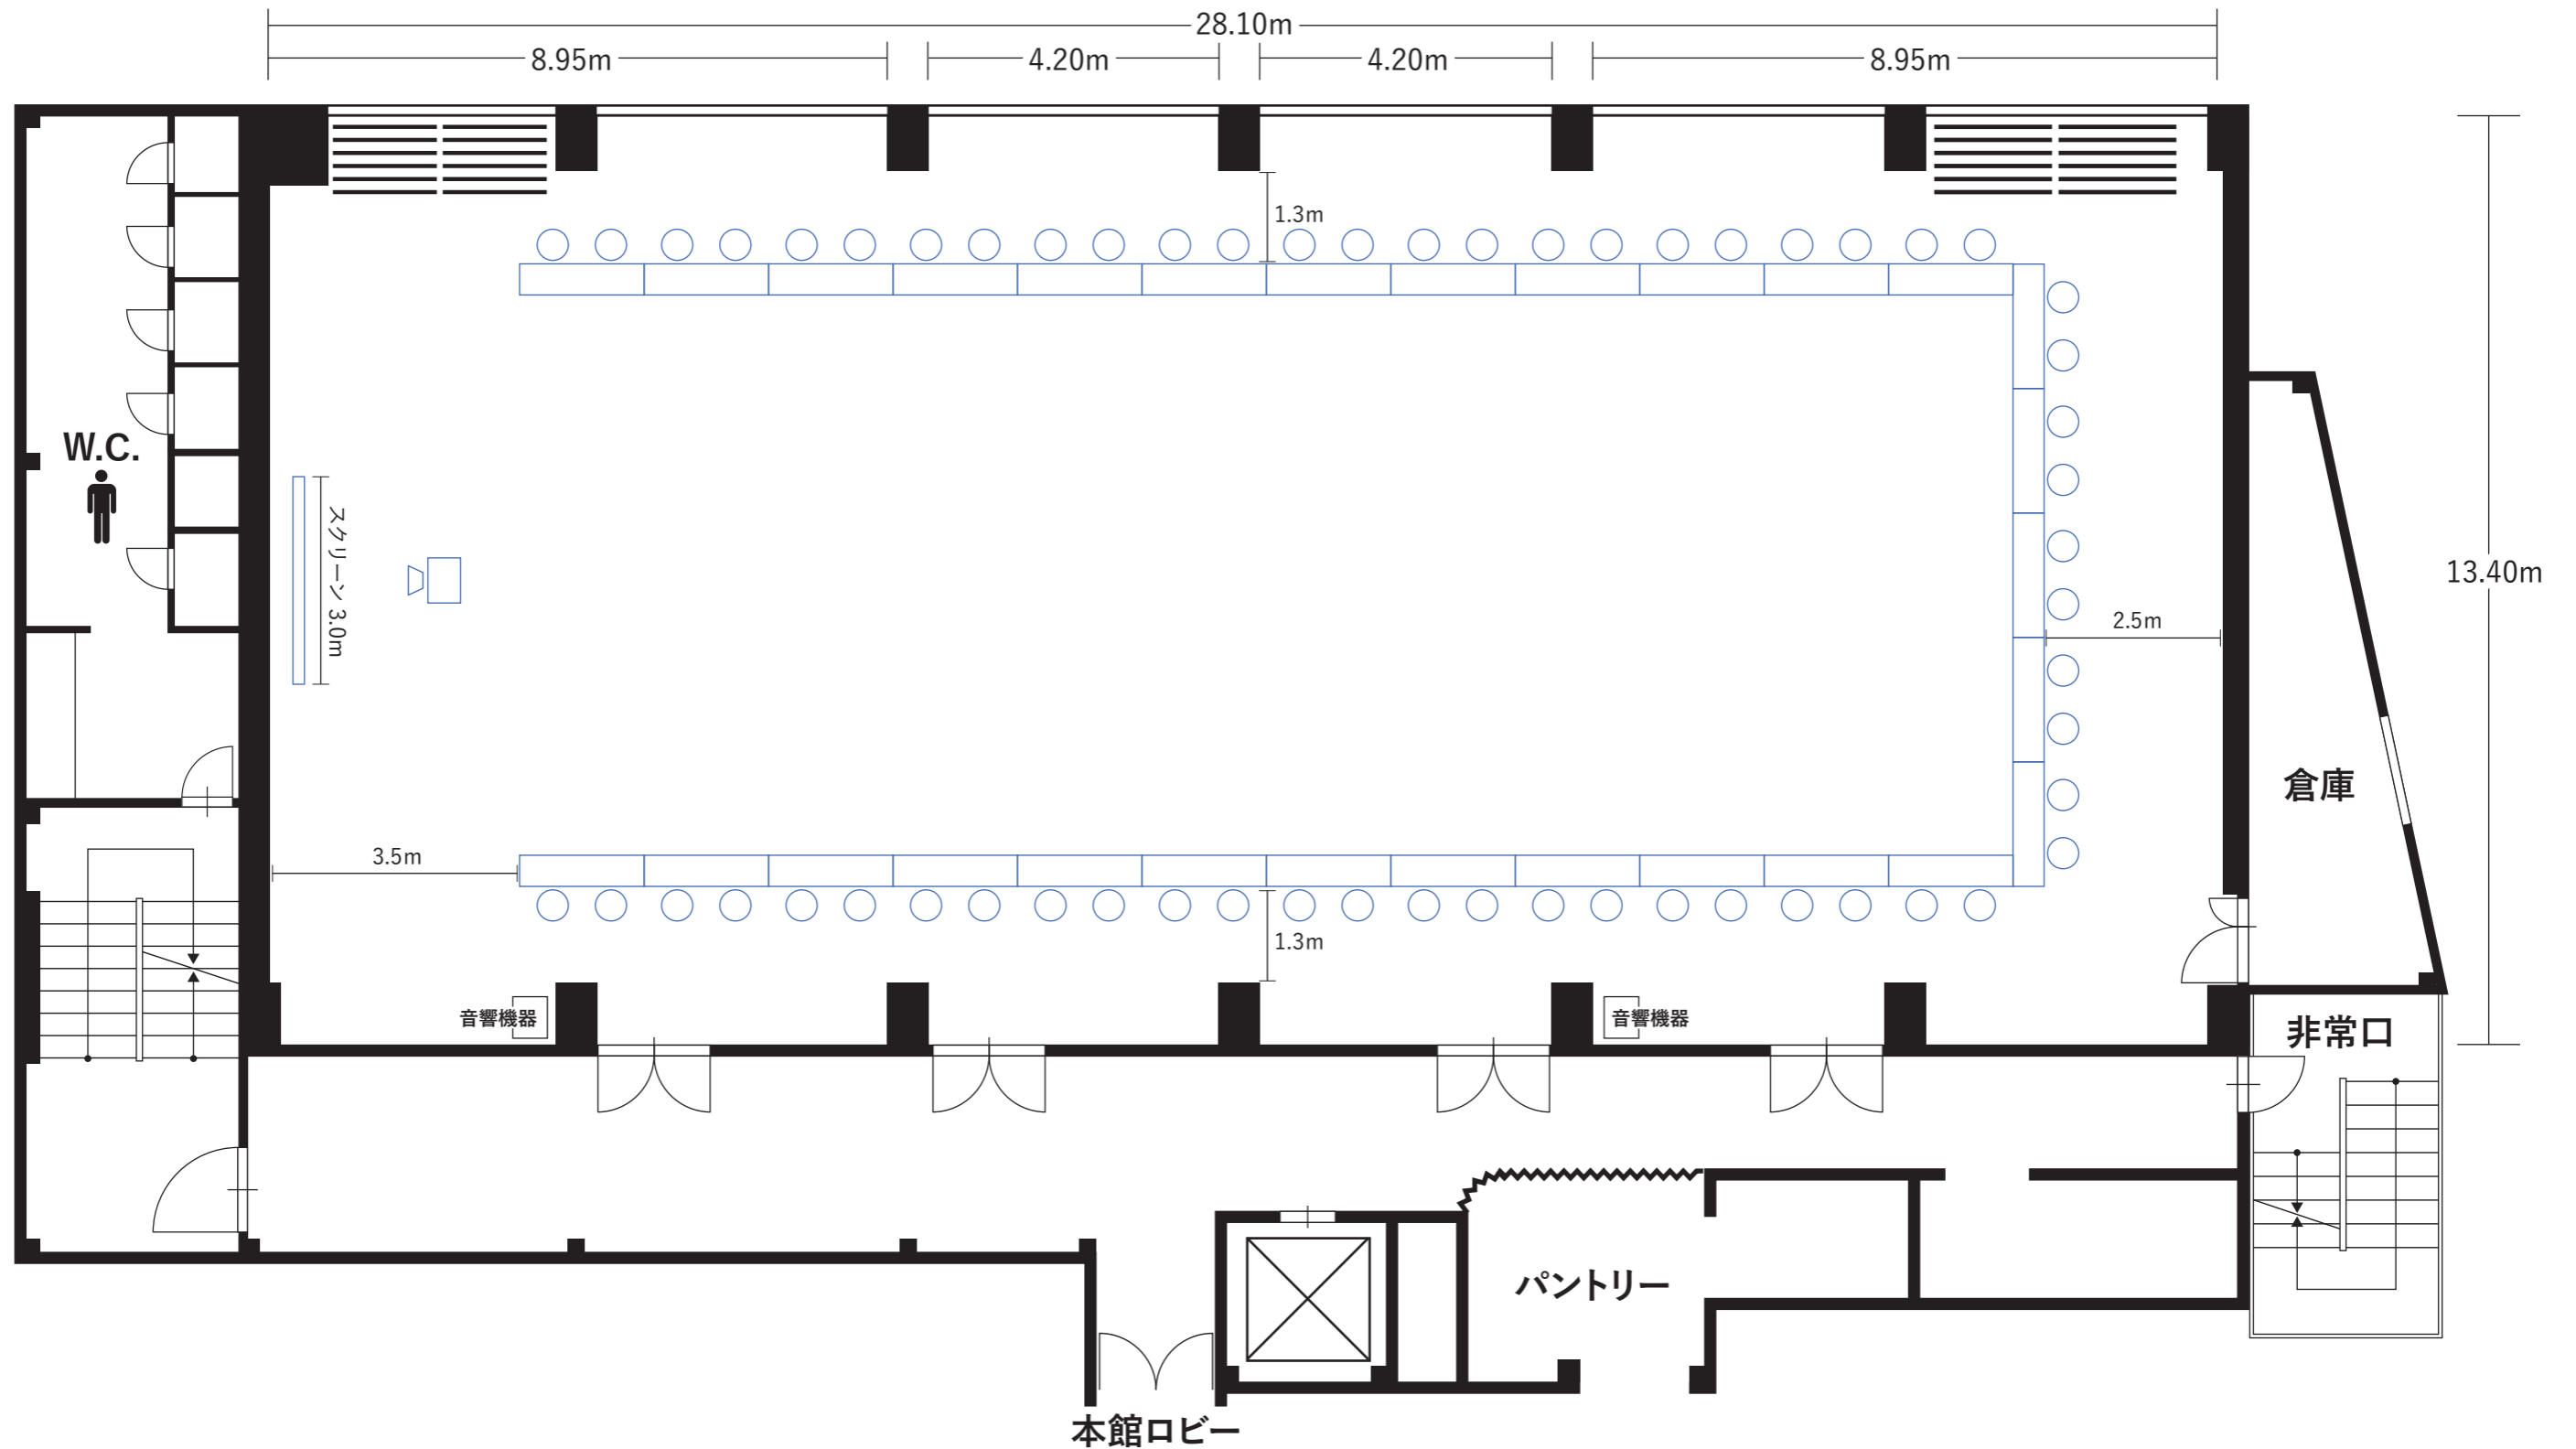 28.10m
8.95m
4.20m
4.20m
8.95m
1.3m
W.C.
スクリーン 3.0m
13.40m
2.5m
倉庫
3.5m
1.3m
音響機器
音響機器
非常口
パントリー
本館ロビー